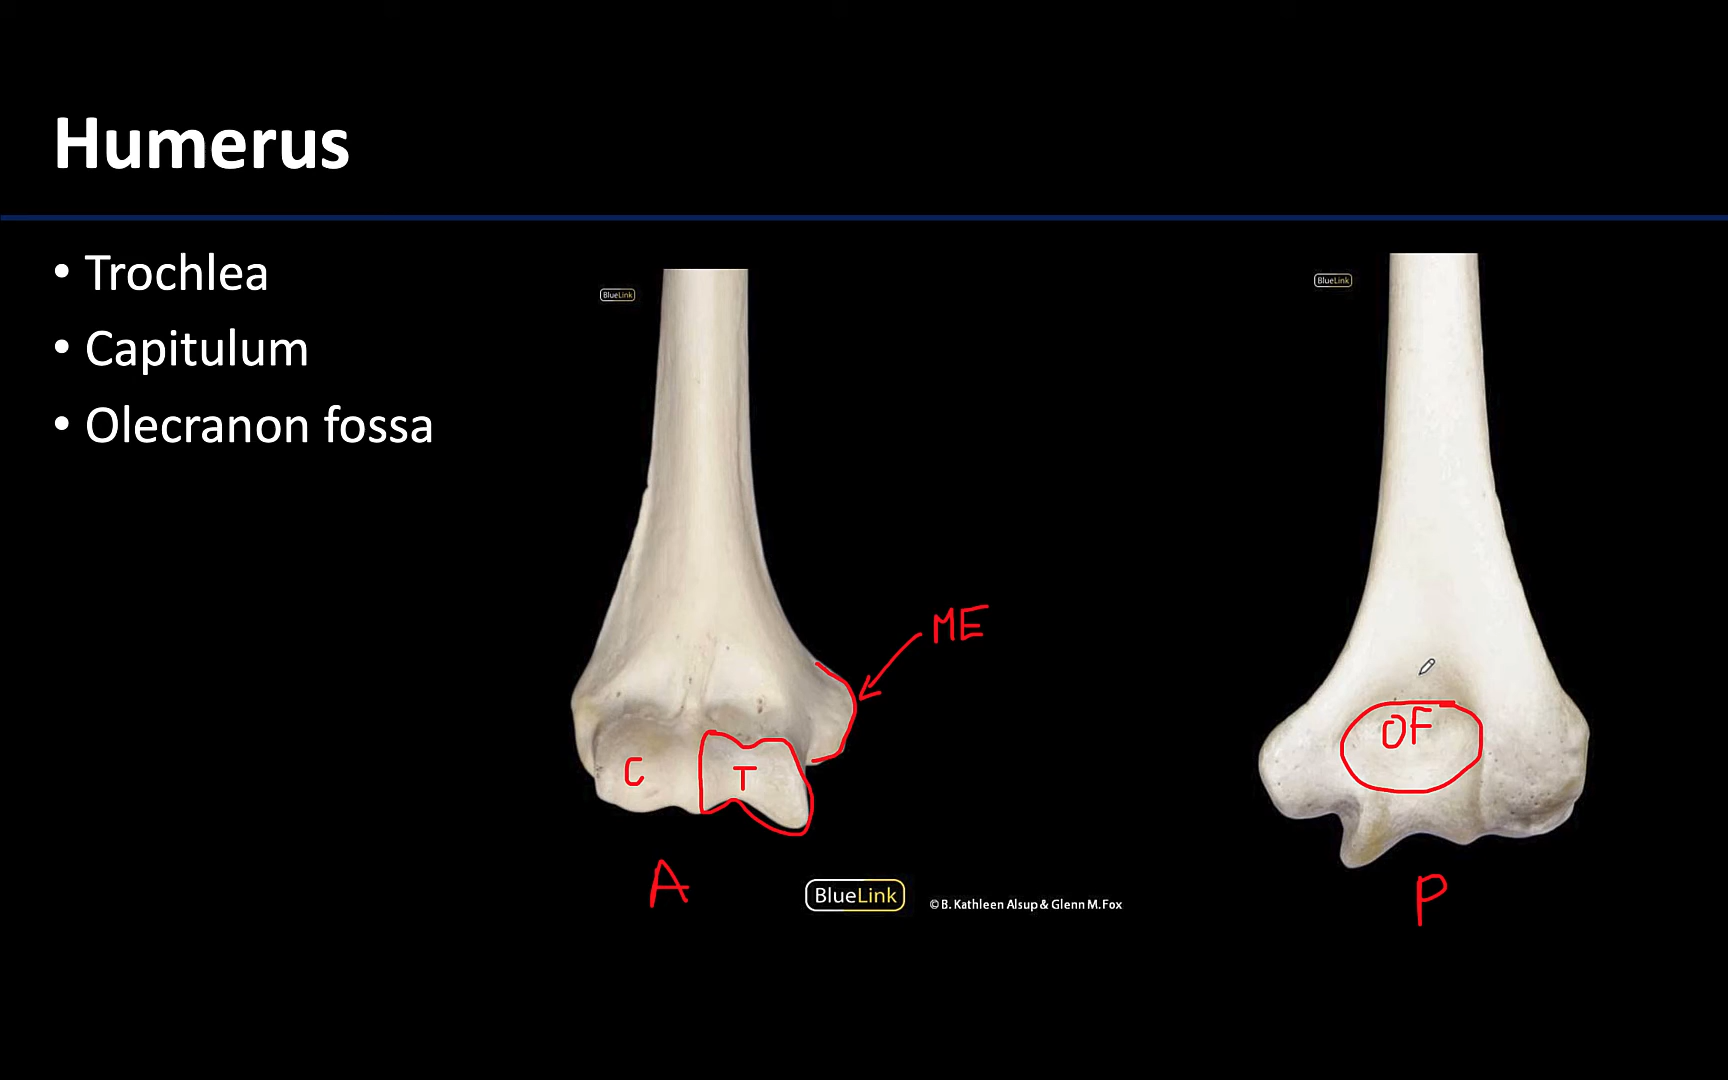 Humerus
• Trochlea
• Capitulum
• Olecranon fossa
BlueLink
BlueLink
ME
OF
C
T
A
P
BlueLink
© B. Kathleen Alsup & Glenn M. Fox